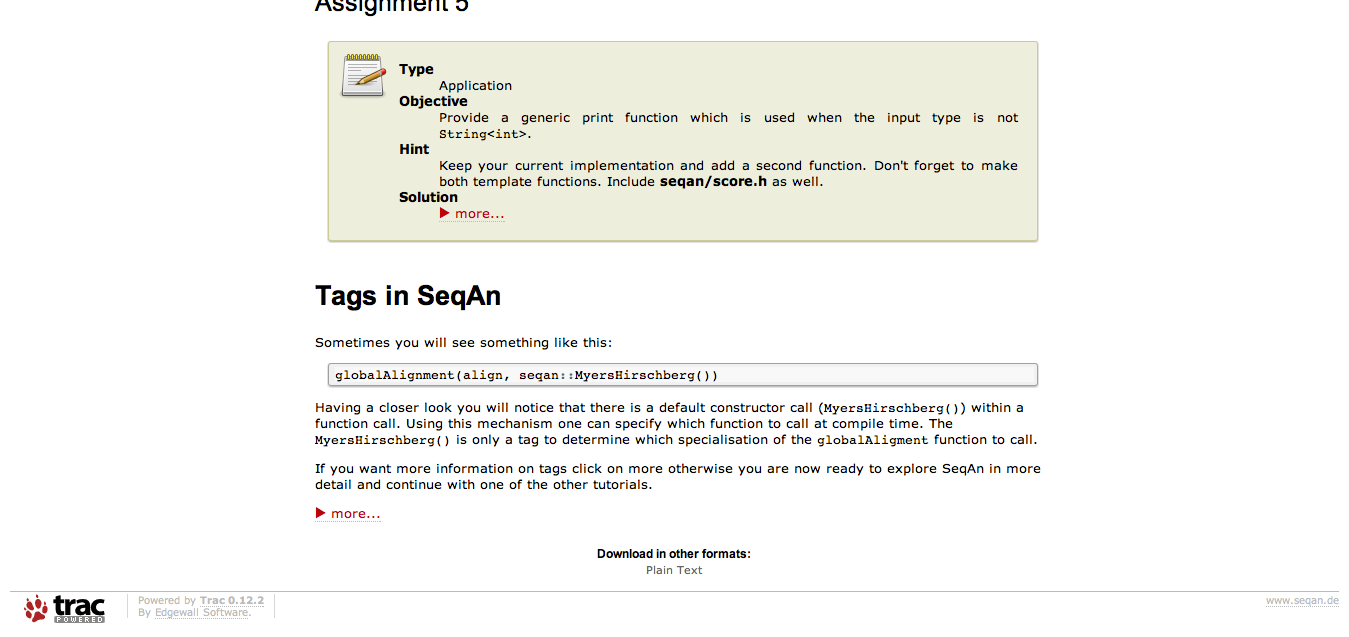 Assignment 5
Type
Application
Objective
Provide a generic print function which is used when the input type is not
String<int>.
Hint
Keep your current implementation and add a second function. Don't forget to make
both template functions. Include seqan/score.h as well.
Solution
more...
Tags in SeqAn
Sometimes you will see something like this:
globalAlignment(align, seqan::MyersHirschberg())
Having a closer look you will notice that there is a default constructor call (MyersHirschberg()) within a
function call. Using this mechanism one can specify which function to call at compile time. The
MyersHirschberg() is only a tag to determine which specialisation of the globalAligment function to call.
If you want more information on tags click on more otherwise you are now ready to explore SeqAn in more
detail and continue with one of the other tutorials.
more...
Download in other formats:
Plain Text
trac
POWERED
Powered by Trac 0.12.2
By Edgewall Software.
www.seqan.de